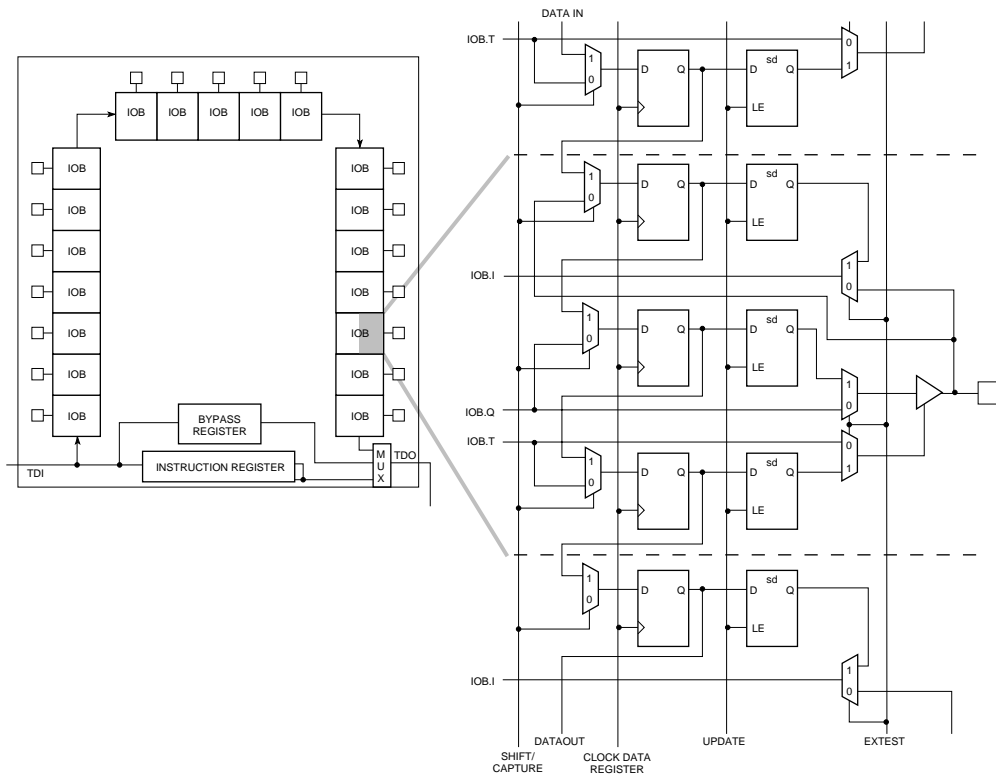 IOB IOB IOB IOB IOB
IOB
IOB
IOB
IOB
IOB
IOB
IOB
IOB
IOB
IOB
IOB
IOB
IOB
IOB
BYPASS
REGISTER
INSTRUCTION REGISTER
M
U
X
TDO
TDI
DATA IN
IOB.T
1
0
D Q
sd
D Q
LE
0
1
1
0
D Q
sd
D Q
LE
1
0
IOB.I
1
0
D Q
sd
D Q
LE
1
0
IOB.Q
IOB.T
0
1
1
0
D Q
sd
D Q
LE
1
0
D Q
sd
D Q
LE
IOB.I
1
0
SHIFT/
CAPTURE
DATAOUT
CLOCK DATA
REGISTER
UPDATE
EXTEST